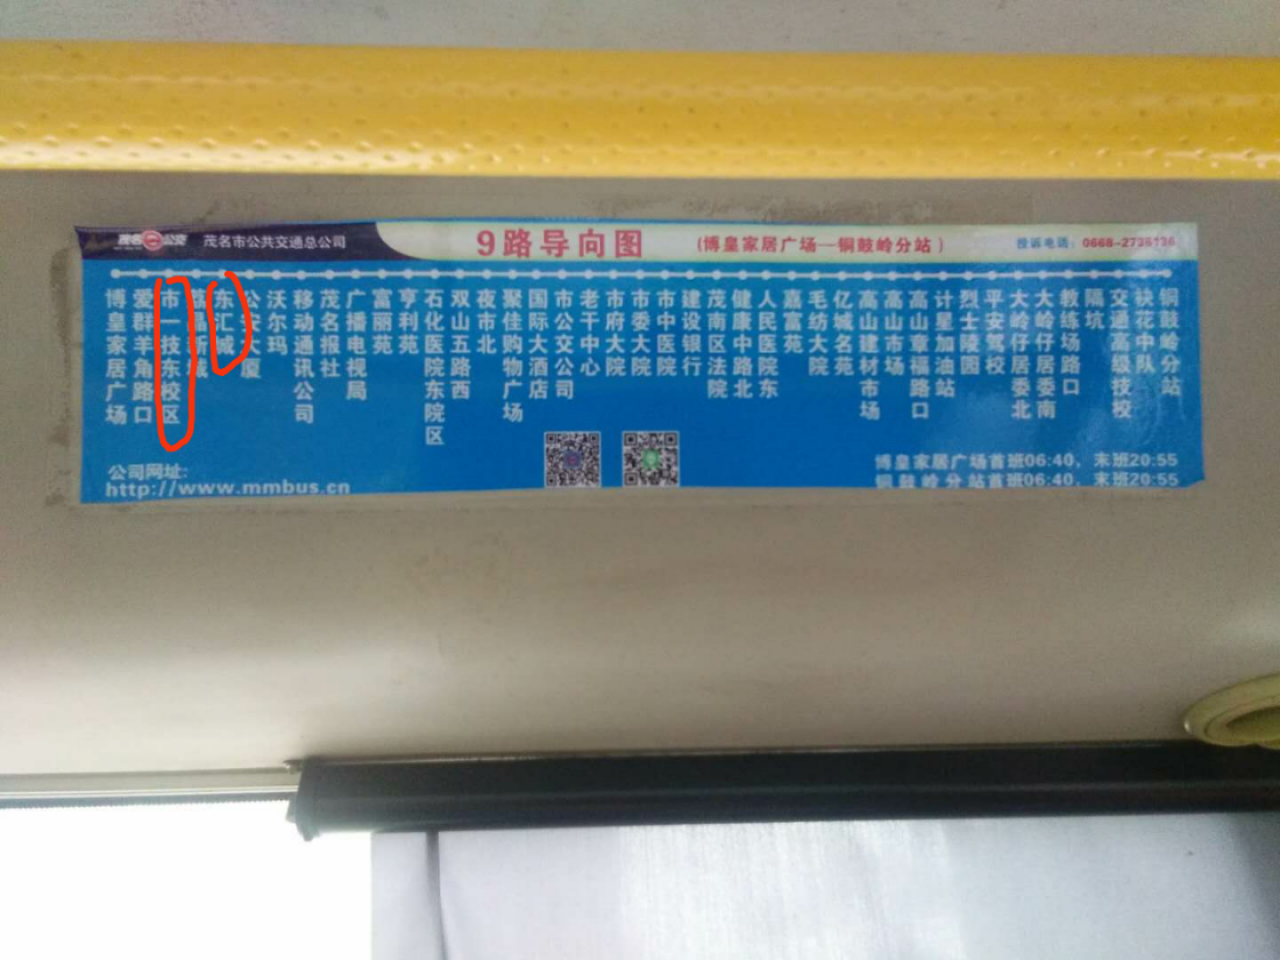 茂名公交
茂名市公共交通总公司
9路导向图
(博皇家居广场—铜鼓岭分站)
投诉电话：0668-2736136
博皇家居广场
爱群羊角路口
市一技东校区
新城
东汇城
公安大厦
沃尔玛
移动通讯公司
茂名报社
广播电视局
富丽苑
亨利苑
石化医院东院区
双山五路西
夜市北
聚佳购物广场
国际大酒店
市公交公司
老干中心
市府大院
市委大院
市中医院
建设银行
茂南区法院
健康中路北
人民医院东
嘉富苑
毛纺大院
亿城名苑
高山建材市场
高山市场
高山章福路口
计星加油站
烈士陵园
平安驾校
大岭仔居委北
大岭仔居委南
教练场路口
隔坑
交通高级技校
袂花中队
铜鼓岭分站
公司网址:
http://www.mmbus.cn
博皇家居广场首班06:40，末班20:55
铜鼓岭分站首班06:40，末班20:55